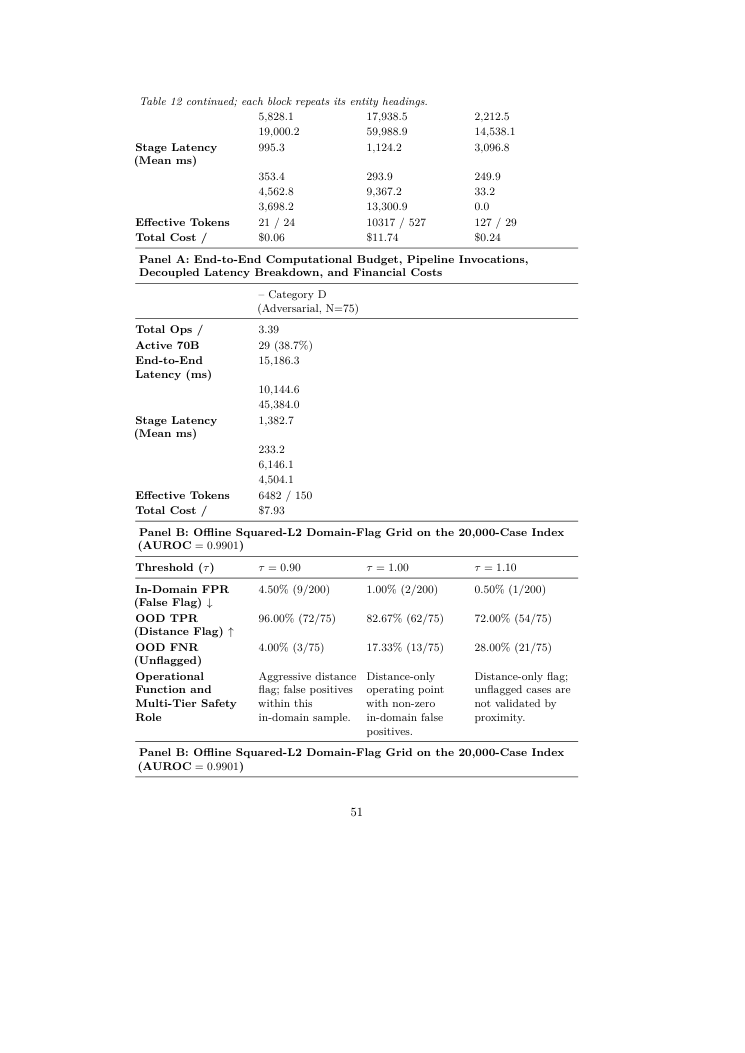 Table 12 continued; each block repeats its entity headings.
5,828.1 17,938.5 2,212.5
19,000.2 59,988.9 14,538.1
Stage Latency 995.3 1,124.2 3,096.8
(Mean ms)
353.4 293.9 249.9
4,562.8 9,367.2 33.2
3,698.2 13,300.9 0.0
Effective Tokens 21 / 24 10317 / 527 127 / 29
Total Cost / $0.06 $11.74 $0.24
Panel A: End-to-End Computational Budget, Pipeline Invocations,
Decoupled Latency Breakdown, and Financial Costs
– Category D
(Adversarial, N=75)
Total Ops / 3.39
Active 70B 29 (38.7%)
End-to-End 15,186.3
Latency (ms)
10,144.6
45,384.0
Stage Latency 1,382.7
(Mean ms)
233.2
6,146.1
4,504.1
Effective Tokens 6482 / 150
Total Cost / $7.93
Panel B: Offline Squared-L2 Domain-Flag Grid on the 20,000-Case Index
(AUROC = 0.9901)
Threshold (τ) τ = 0.90 τ = 1.00 τ = 1.10
In-Domain FPR 4.50% (9/200) 1.00% (2/200) 0.50% (1/200)
(False Flag) ↓
OOD TPR 96.00% (72/75) 82.67% (62/75) 72.00% (54/75)
(Distance Flag) ↑
OOD FNR 4.00% (3/75) 17.33% (13/75) 28.00% (21/75)
(Unflagged)
Operational Aggressive distance Distance-only Distance-only flag;
Function and flag; false positives operating point unflagged cases are
Multi-Tier Safety within this with non-zero not validated by
Role in-domain sample. in-domain false proximity.
positives.
Panel B: Offline Squared-L2 Domain-Flag Grid on the 20,000-Case Index
(AUROC = 0.9901)
51